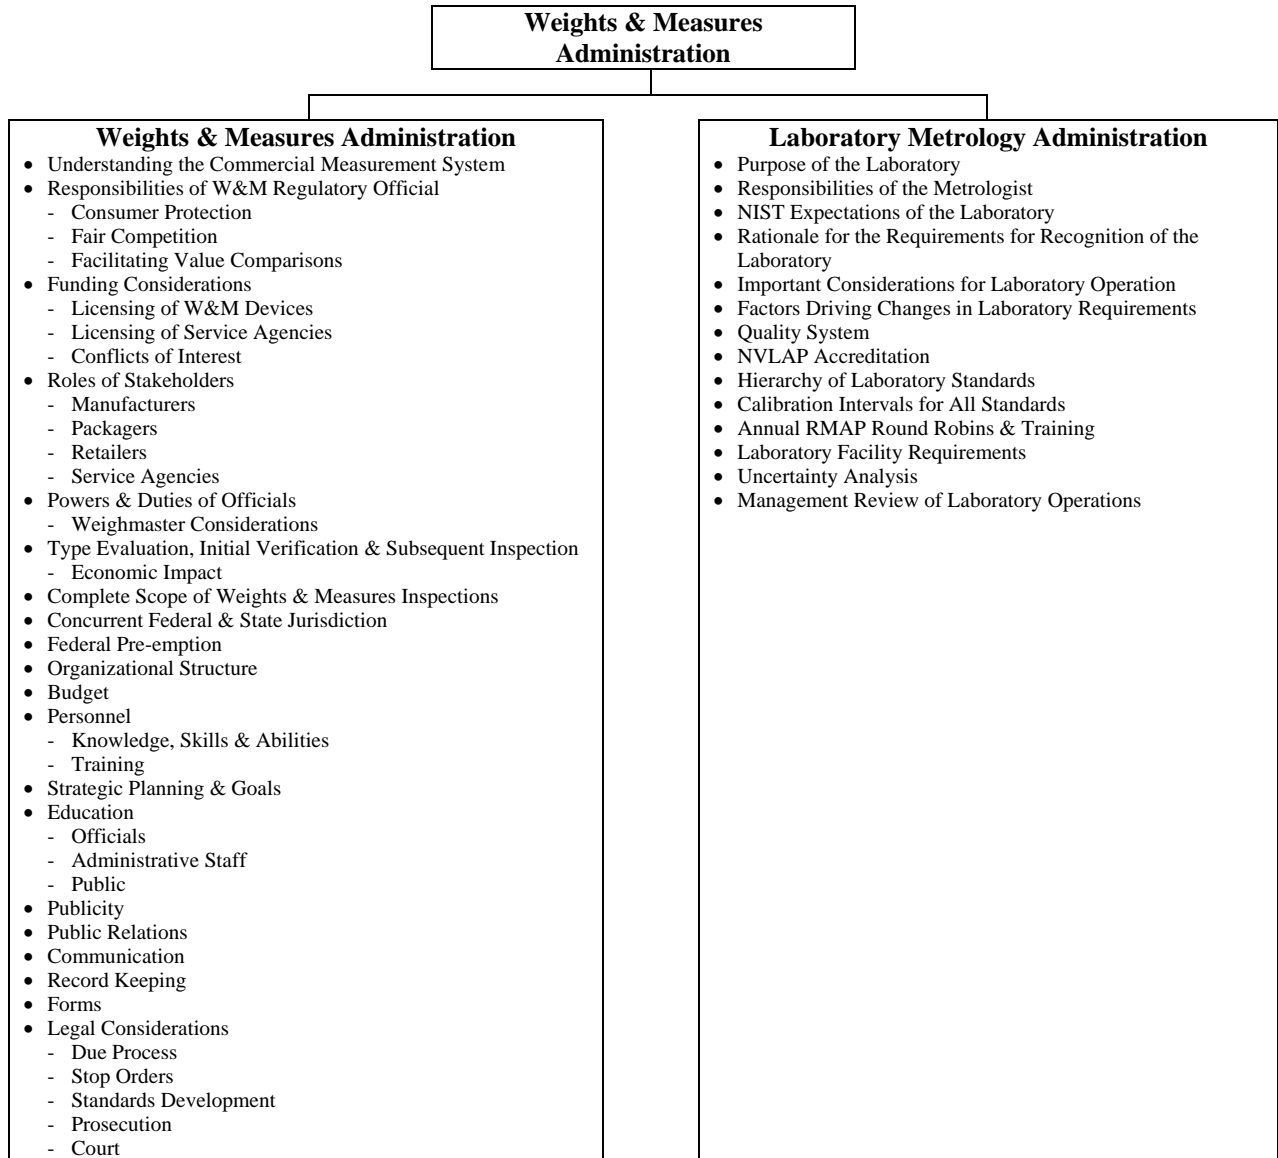 Weights & Measures
Administration
Weights & Measures Administration
• Understanding the Commercial Measurement System
• Responsibilities of W&M Regulatory Official
- Consumer Protection
- Fair Competition
- Facilitating Value Comparisons
• Funding Considerations
- Licensing of W&M Devices
- Licensing of Service Agencies
- Conflicts of Interest
• Roles of Stakeholders
- Manufacturers
- Packagers
- Retailers
- Service Agencies
• Powers & Duties of Officials
- Weighmaster Considerations
• Type Evaluation, Initial Verification & Subsequent Inspection
- Economic Impact
• Complete Scope of Weights & Measures Inspections
• Concurrent Federal & State Jurisdiction
• Federal Pre-emption
• Organizational Structure
• Budget
• Personnel
- Knowledge, Skills & Abilities
- Training
• Strategic Planning & Goals
• Education
- Officials
- Administrative Staff
- Public
• Publicity
• Public Relations
• Communication
• Record Keeping
• Forms
• Legal Considerations
- Due Process
- Stop Orders
- Standards Development
- Prosecution
- Court
Laboratory Metrology Administration
• Purpose of the Laboratory
• Responsibilities of the Metrologist
• NIST Expectations of the Laboratory
• Rationale for the Requirements for Recognition of the
Laboratory
• Important Considerations for Laboratory Operation
• Factors Driving Changes in Laboratory Requirements
• Quality System
• NVLAP Accreditation
• Hierarchy of Laboratory Standards
• Calibration Intervals for All Standards
• Annual RMAP Round Robins & Training
• Laboratory Facility Requirements
• Uncertainty Analysis
• Management Review of Laboratory Operations